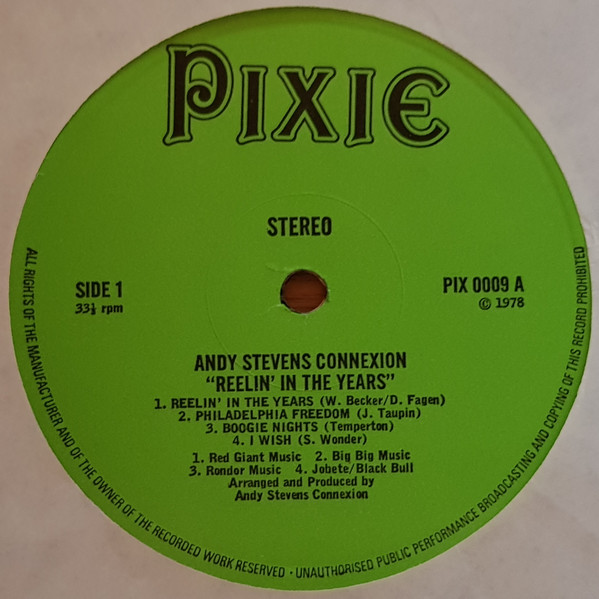 PIXIE
STEREO
SIDE 1
33⅓ rpm
PIX 0009 A
© 1978
ANDY STEVENS CONNEXION
"REELIN' IN THE YEARS"
1. REELIN' IN THE YEARS (W. Becker/D. Fagen)
2. PHILADELPHIA FREEDOM (J. Taupin)
3. BOOGIE NIGHTS (Temperton)
4. I WISH (S. Wonder)
1. Red Giant Music 2. Big Big Music
3. Rondor Music 4. Jobete/Black Bull
Arranged and Produced by
Andy Stevens Connexion
ALL RIGHTS OF THE MANUFACTURER AND OF THE OWNER OF THE RECORDED WORK RESERVED · UNAUTHORISED PUBLIC PERFORMANCE BROADCASTING AND COPYING OF THIS RECORD PROHIBITED